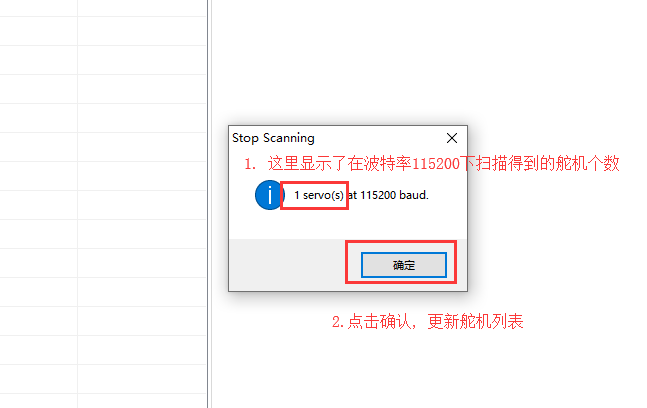 Stop Scanning
1. 这里显示了在波特率115200下扫描得到的舵机个数
1 servo(s) at 115200 baud.
确定
2.点击确认, 更新舵机列表